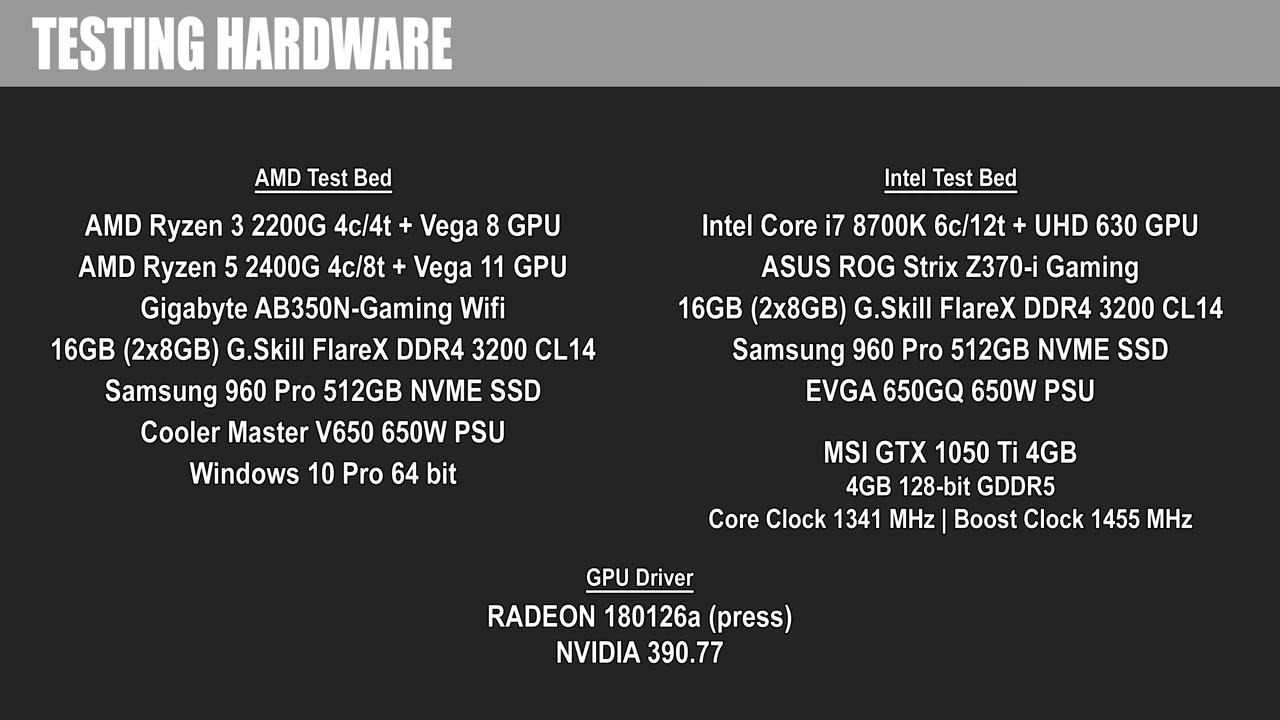 TESTING HARDWARE
AMD Test Bed
AMD Ryzen 3 2200G 4c/4t + Vega 8 GPU
AMD Ryzen 5 2400G 4c/8t + Vega 11 GPU
Gigabyte AB350N-Gaming Wifi
16GB (2x8GB) G.Skill FlareX DDR4 3200 CL14
Samsung 960 Pro 512GB NVME SSD
Cooler Master V650 650W PSU
Windows 10 Pro 64 bit
Intel Test Bed
Intel Core i7 8700K 6c/12t + UHD 630 GPU
ASUS ROG Strix Z370-i Gaming
16GB (2x8GB) G.Skill FlareX DDR4 3200 CL14
Samsung 960 Pro 512GB NVME SSD
EVGA 650GQ 650W PSU
MSI GTX 1050 Ti 4GB
4GB 128-bit GDDR5
Core Clock 1341 MHz | Boost Clock 1455 MHz
GPU Driver
RADEON 180126a (press)
NVIDIA 390.77